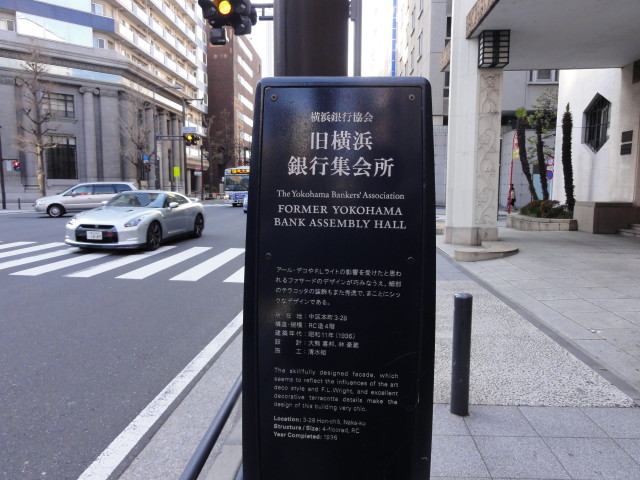 横浜銀行協会
旧横浜
銀行集会所
The Yokohama Bankers' Association
FORMER YOKOHAMA
BANK ASSEMBLY HALL
アール・デコやF.L.ライトの影響を受けたと思わ
れるファサードのデザインが巧みなうえ、細部
のテラコッタの装飾もまた秀逸で、まことにシッ
クなデザインである。
所在地：中区本町3-28
構造・規模：RC造4階
建築年代：昭和11年(1936)
設計：大熊喜邦、林豪蔵
施工：清水組
The skillfully designed facade, which
seems to reflect the influences of the art
deco style and F.L.Wright, and excellent
decorative terracotta details make the
design of this building very chic.
Location: 3-28 Hon-chō, Naka-ku
Structure / Size: 4-floored, RC
Year Completed: 1936